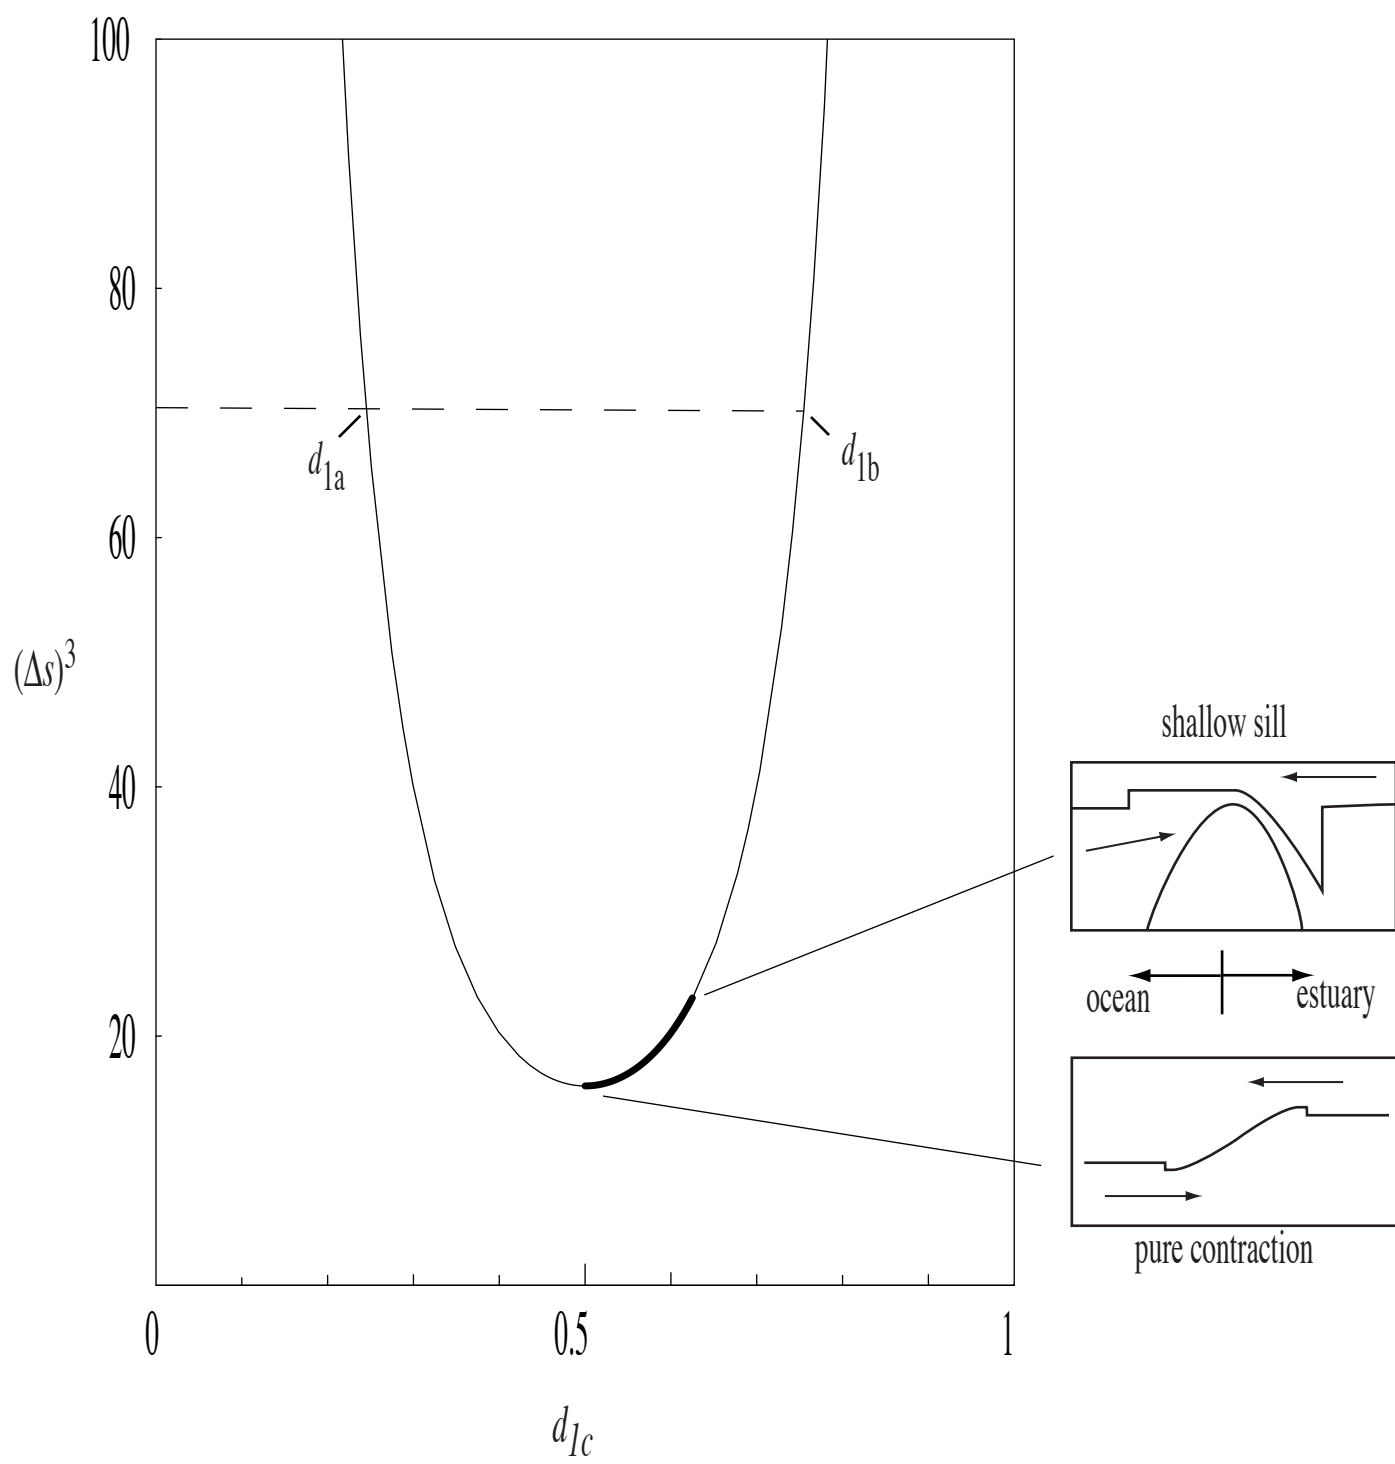 100
80
60
40
20
(Δs)³
d1a
d1b
0
0.5
1
d1c
shallow sill
ocean
estuary
pure contraction